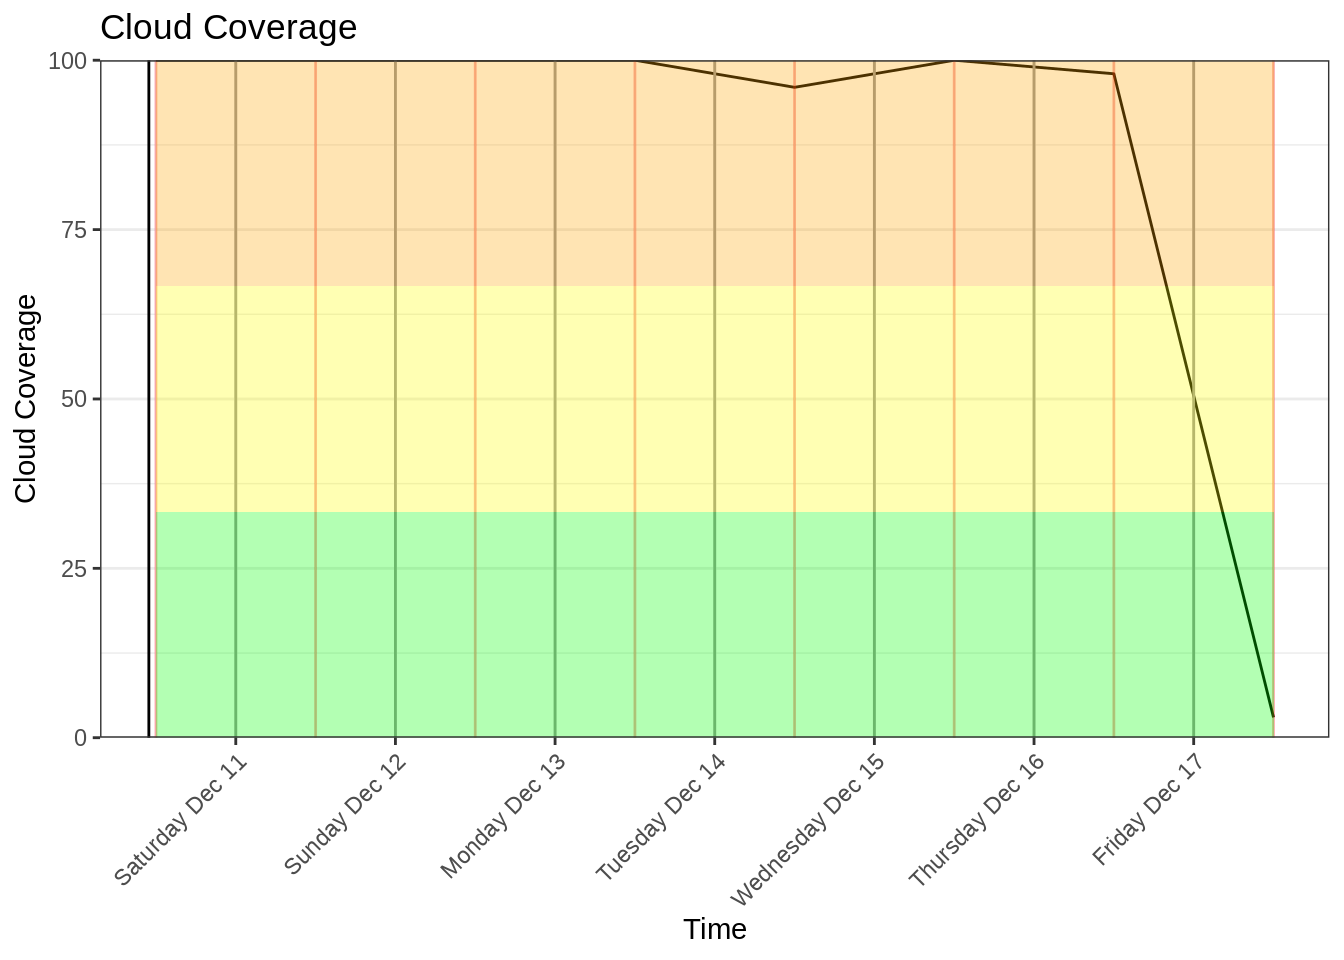 Cloud Coverage
100
75
50
25
0
Cloud Coverage
Saturday Dec 11
Sunday Dec 12
Monday Dec 13
Tuesday Dec 14
Wednesday Dec 15
Thursday Dec 16
Friday Dec 17
Time